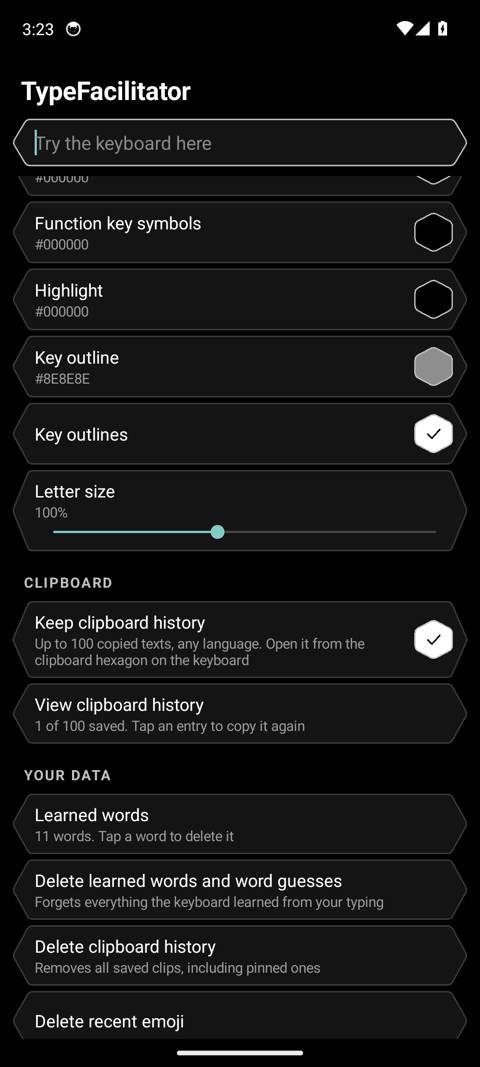 3:23
TypeFacilitator
Try the keyboard here
#000000
Function key symbols
#000000
Highlight
#000000
Key outline
#8E8E8E
Key outlines
Letter size
100%
CLIPBOARD
Keep clipboard history
Up to 100 copied texts, any language. Open it from the
clipboard hexagon on the keyboard
View clipboard history
1 of 100 saved. Tap an entry to copy it again
YOUR DATA
Learned words
11 words. Tap a word to delete it
Delete learned words and word guesses
Forgets everything the keyboard learned from your typing
Delete clipboard history
Removes all saved clips, including pinned ones
Delete recent emoji